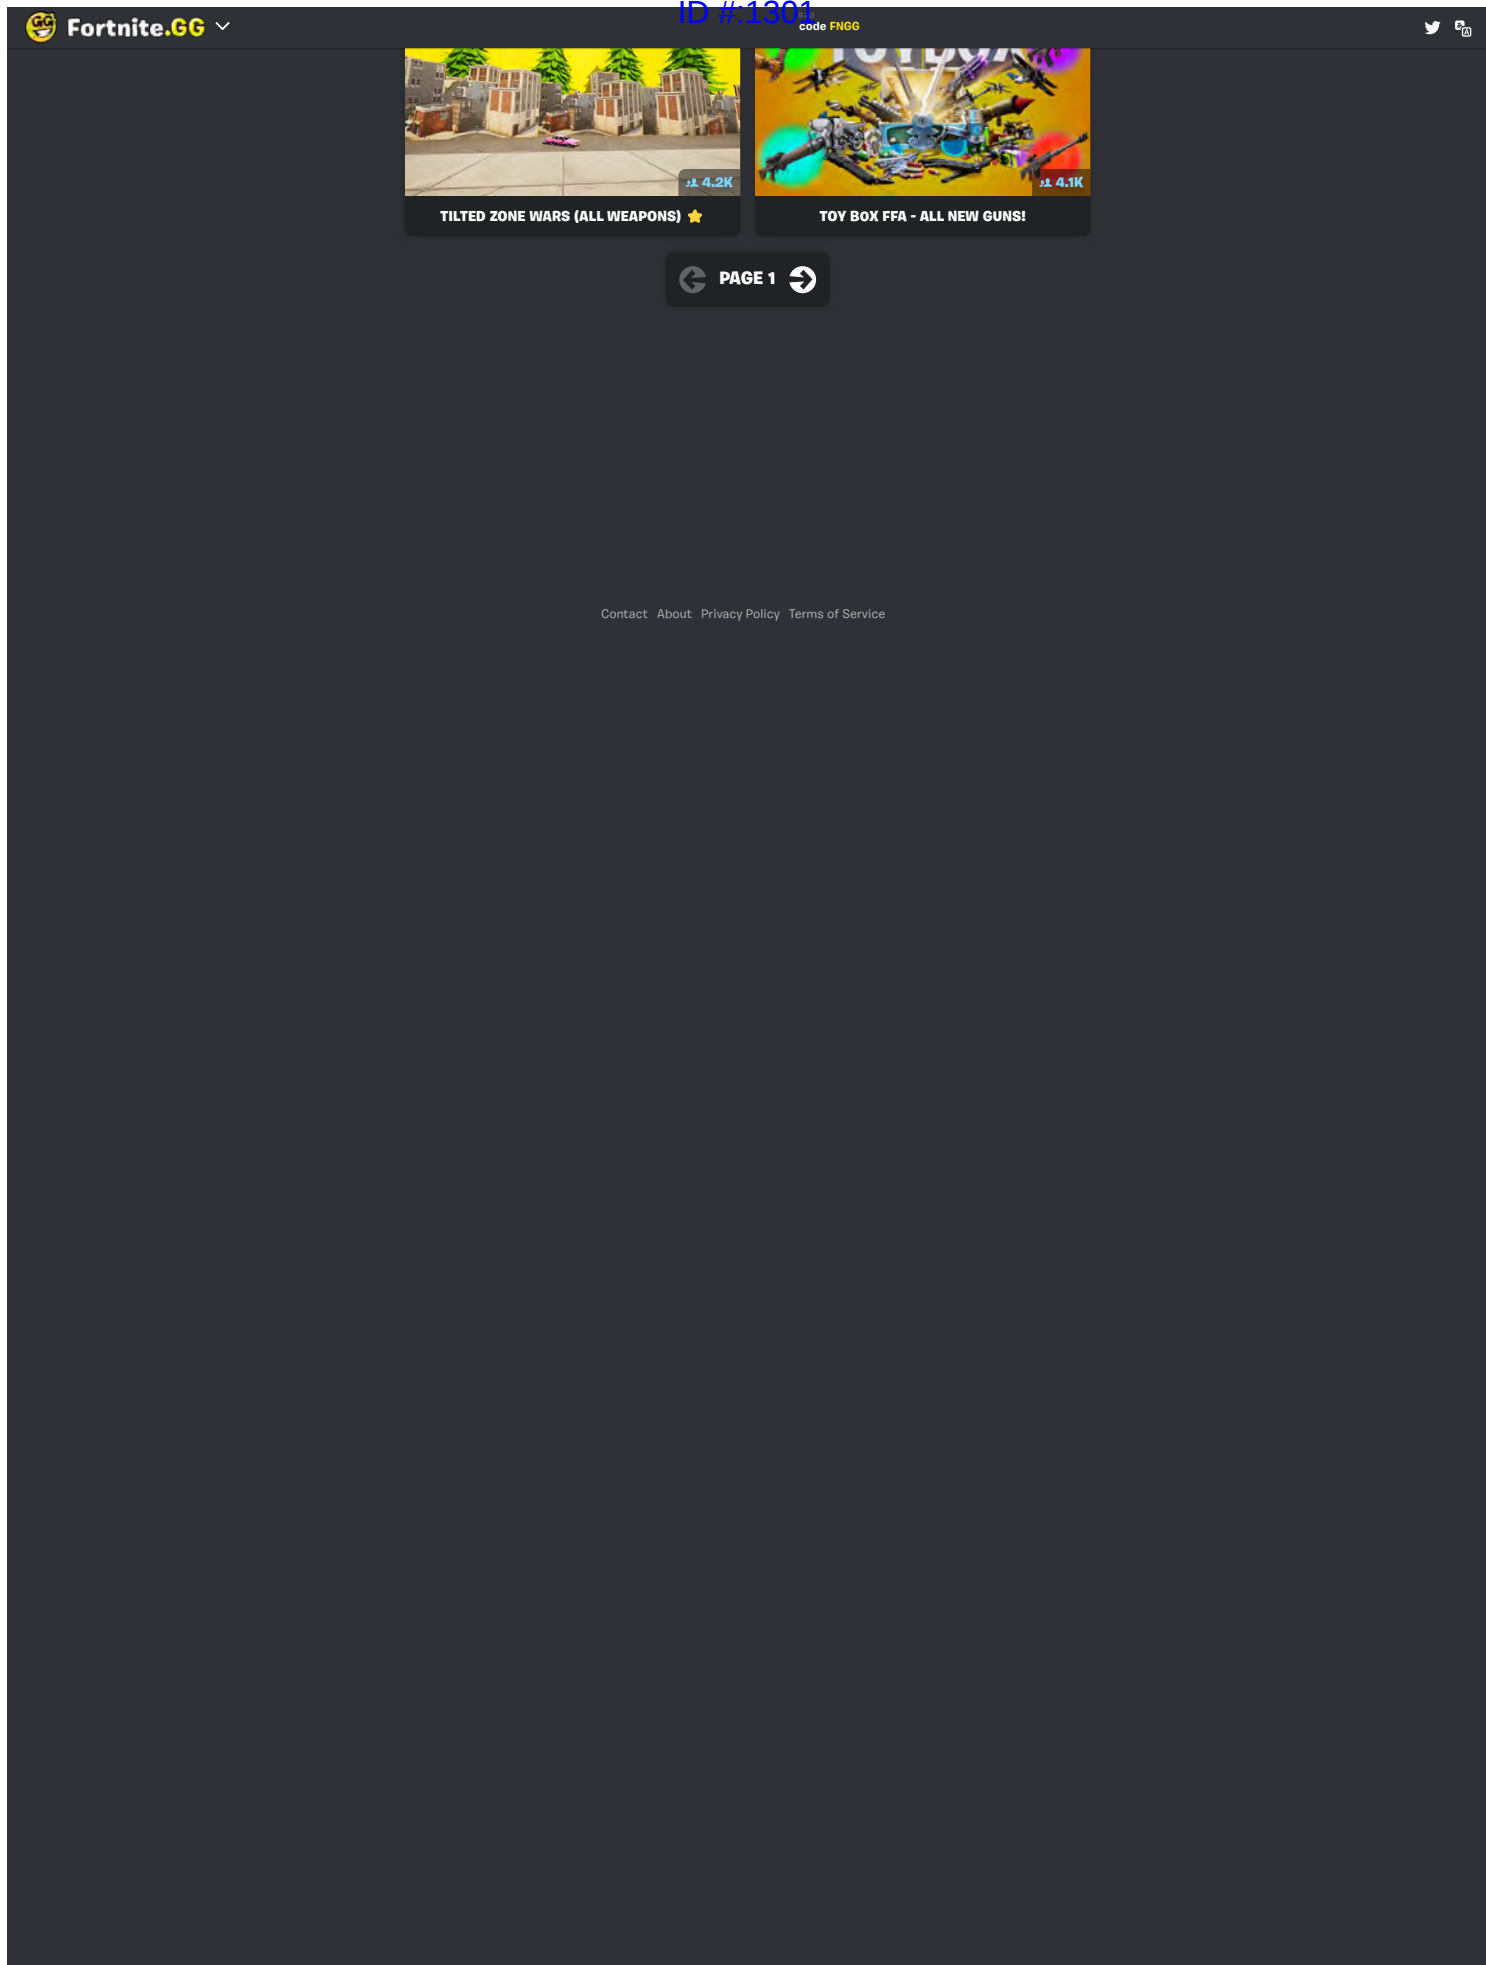 ID #:1301
Fortnite.GG
code FNGG
TOYBOX
4.2K
4.1K
TILTED ZONE WARS (ALL WEAPONS)
TOY BOX FFA - ALL NEW GUNS!
PAGE 1
Contact About Privacy Policy Terms of Service